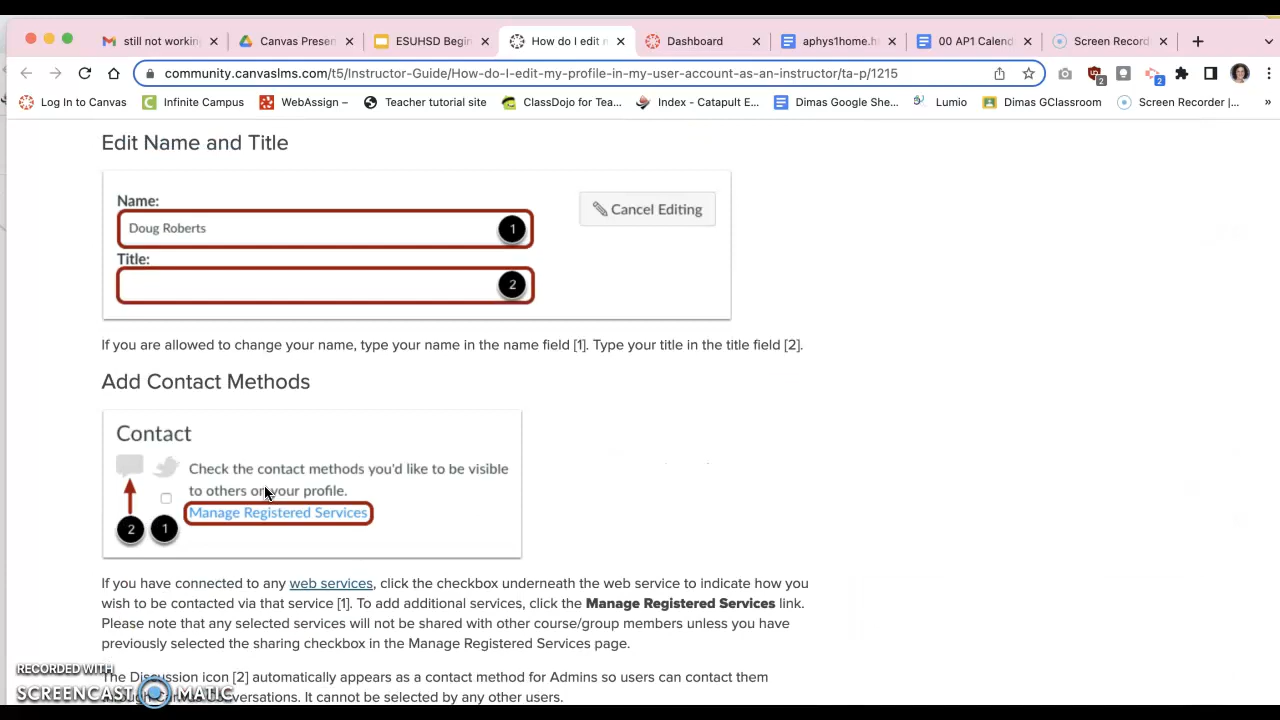 still not workin
Canvas Presen
ESUHSD Begin
How do I edit n
Dashboard
aphys1home.h
00 AP1 Calend
Screen Record
community.canvaslms.com/t5/Instructor-Guide/How-do-I-edit-my-profile-in-my-user-account-as-an-instructor/ta-p/1215
2
2
Log In to Canvas
Infinite Campus
WebAssign –
Teacher tutorial site
ClassDojo for Tea...
Index - Catapult E...
Dimas Google She...
Lumio
Dimas GClassroom
Screen Recorder |...
»
Edit Name and Title
Name:
Doug Roberts
1
Cancel Editing
Title:
2
If you are allowed to change your name, type your name in the name field [1]. Type your title in the title field [2].
Add Contact Methods
Contact
Check the contact methods you'd like to be visible
to others on your profile.
Manage Registered Services
2
1
If you have connected to any web services, click the checkbox underneath the web service to indicate how you
wish to be contacted via that service [1]. To add additional services, click the Manage Registered Services link.
Please note that any selected services will not be shared with other course/group members unless you have
previously selected the sharing checkbox in the Manage Registered Services page.
The Discussion icon [2] automatically appears as a contact method for Admins so users can contact them
through Canvas Conversations. It cannot be selected by any other users.
RECORDED WITH
SCREENCAST MATIC